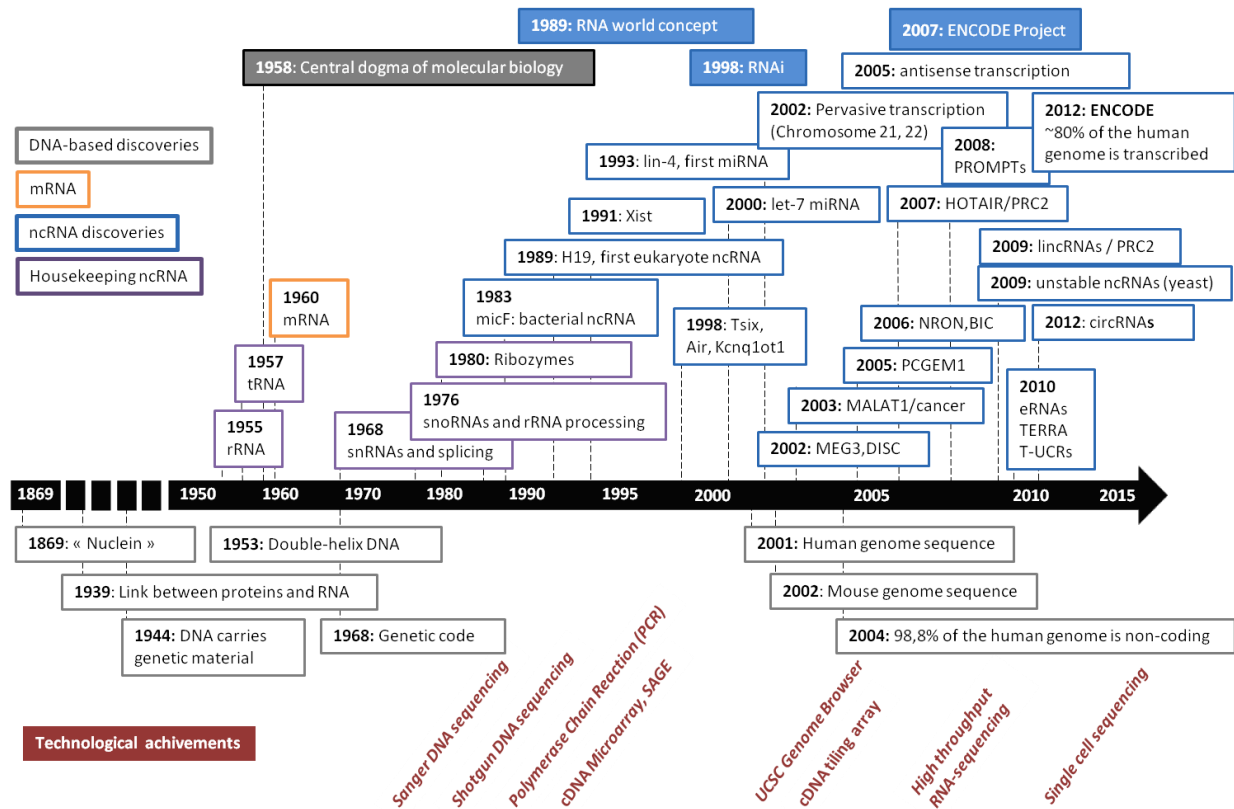 1989: RNA world concept
2007: ENCODE Project
1958: Central dogma of molecular biology
1998: RNAi
2005: antisense transcription
2002: Pervasive transcription
(Chromosome 21, 22)
2012: ENCODE
~80% of the human
genome is transcribed
DNA-based discoveries
mRNA
ncRNA discoveries
Housekeeping ncRNA
2008:
PROMPTs
1993: lin-4, first miRNA
2000: let-7 miRNA
2007: HOTAIR/PRC2
1991: Xist
2009: lincRNAs / PRC2
1989: H19, first eukaryote ncRNA
2009: unstable ncRNAs (yeast)
1960
mRNA
1983
micF: bacterial ncRNA
1998: Tsix,
Air, Kcnq1ot1
2006: NRON,BIC
2012: circRNAs
1957
tRNA
1980: Ribozymes
2005: PCGEM1
2010
eRNAs
TERRA
T-UCRs
1976
snoRNAs and rRNA processing
2003: MALAT1/cancer
1955
rRNA
1968
snRNAs and splicing
2002: MEG3,DISC
1869
1950
1960
1970
1980
1990
1995
2000
2005
2010
2015
1869: « Nuclein »
1953: Double-helix DNA
2001: Human genome sequence
1939: Link between proteins and RNA
2002: Mouse genome sequence
1944: DNA carries
genetic material
1968: Genetic code
2004: 98,8% of the human genome is non-coding
Technological achivements
Sanger DNA sequencing
Shotgun DNA sequencing
Polymerase Chain Reaction (PCR)
cDNA Microarray, SAGE
UCSC Genome Browser
cDNA tiling array
High throughput
RNA-sequencing
Single cell sequencing